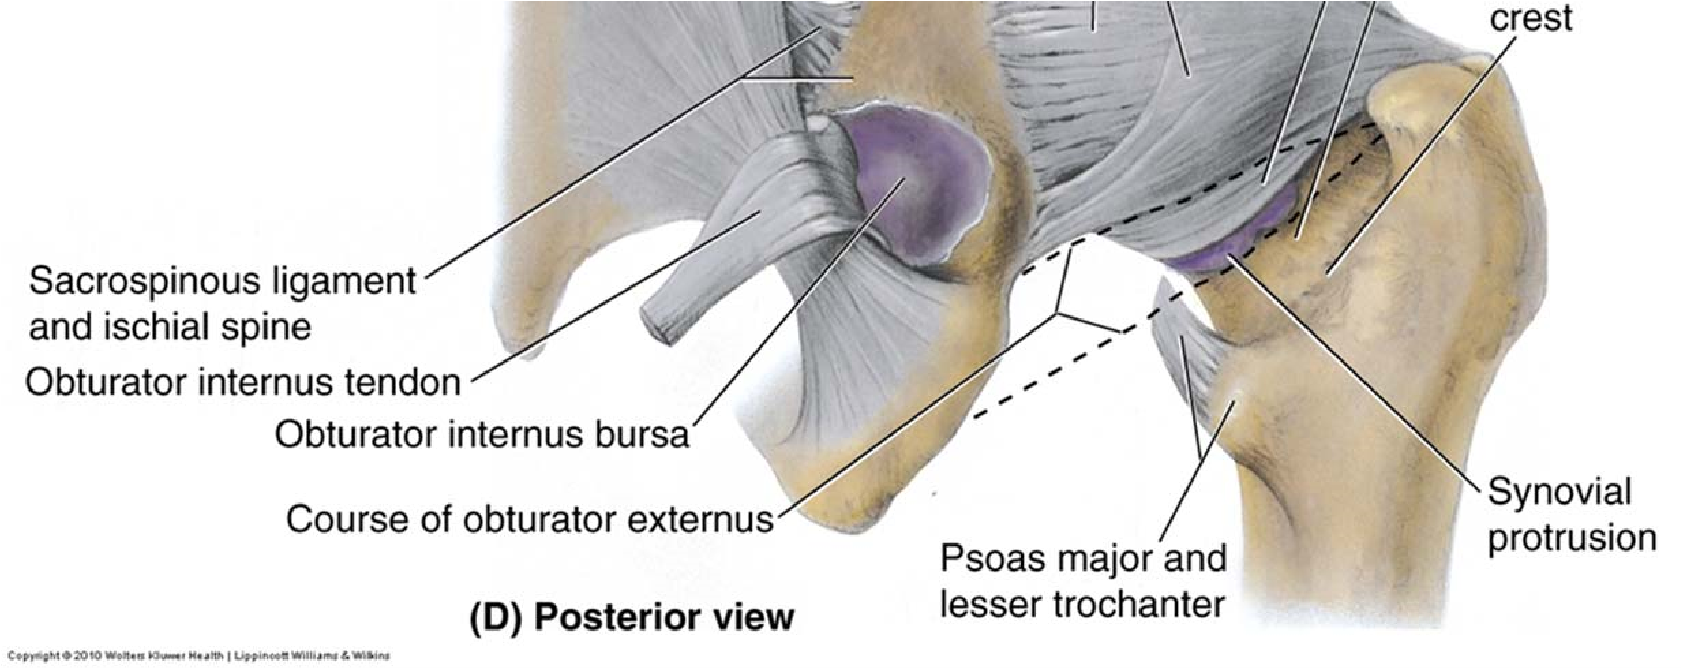 crest
Sacrospinous ligament
and ischial spine
Obturator internus tendon
Obturator internus bursa
Course of obturator externus
Psoas major and
lesser trochanter
Synovial
protrusion
(D) Posterior view
Copyright © 2010 Wolters Kluwer Health | Lippincott Williams & Wilkins